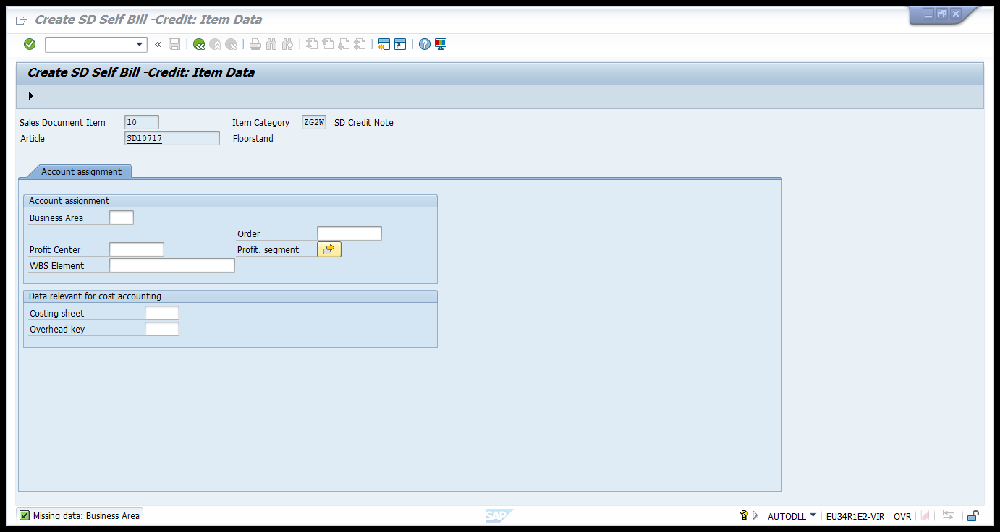 Create SD Self Bill -Credit: Item Data
Create SD Self Bill -Credit: Item Data
Sales Document Item 10 Item Category ZG2W SD Credit Note
Article SD10717 Floorstand
Account assignment
Account assignment
Business Area
Order
Profit Center Profit. segment
WBS Element
Data relevant for cost accounting
Costing sheet
Overhead key
Missing data: Business Area SAP AUTODLL EU34R1E2-VIR OVR